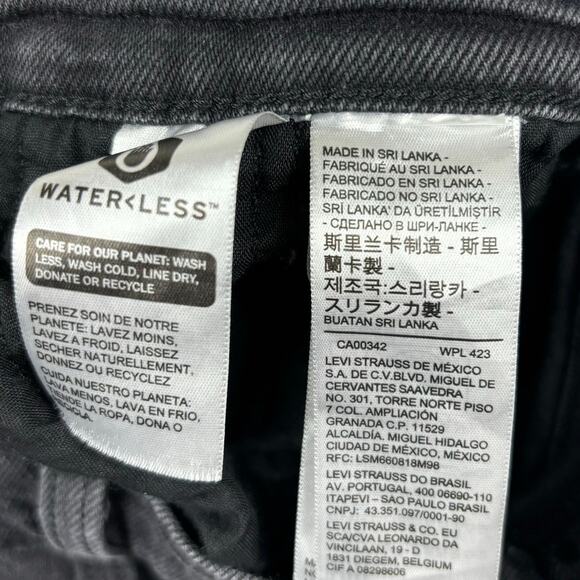 WATER<LESS™
CARE FOR OUR PLANET: WASH
LESS, WASH COLD, LINE DRY,
DONATE OR RECYCLE
PRENEZ SOIN DE NOTRE
PLANETE: LAVEZ MOINS,
LAVEZ A FROID, LAISSEZ
SECHER NATURELLEMENT,
DONNEZ OU RECYCLEZ
CUIDA NUESTRO PLANETA:
LAVA MENOS, LAVA EN FRIO,
TIENDE LA ROPA, DONA O
RECICLA.
MADE IN SRI LANKA -
FABRIQUÉ AU SRI LANKA -
FABRICADO EN SRI LANKA -
FABRICADO NO SRI LANKA -
SRİ LANKA' DA ÜRETİLMİŞTİR
- СДЕЛАНО В ШРИ-ЛАНКЕ -
斯里兰卡制造 - 斯里
蘭卡製 -
제조국:스리랑카 -
スリランカ製 -
BUATAN SRI LANKA
CA00342 WPL 423
LEVI STRAUSS DE MÉXICO
S.A. DE C.V.BLVD. MIGUEL DE
CERVANTES SAAVEDRA
NO. 301, TORRE NORTE PISO
7 COL. AMPLIACIÓN
GRANADA C.P. 11529
ALCALDÍA. MIGUEL HIDALGO
CIUDAD DE MÉXICO, MÉXICO
RFC: LSM660818M98
LEVI STRAUSS DO BRASIL
AV. PORTUGAL, 400 06690-110
ITAPEVI – SAO PAULO BRASIL
CNPJ: 43.351.097/0001-90
LEVI STRAUSS & CO. EU
SCA/CVA LEONARDO DA
VINCILAAN, 19 - D
1831 DIEGEM, BELGIUM
CIF A 08298606